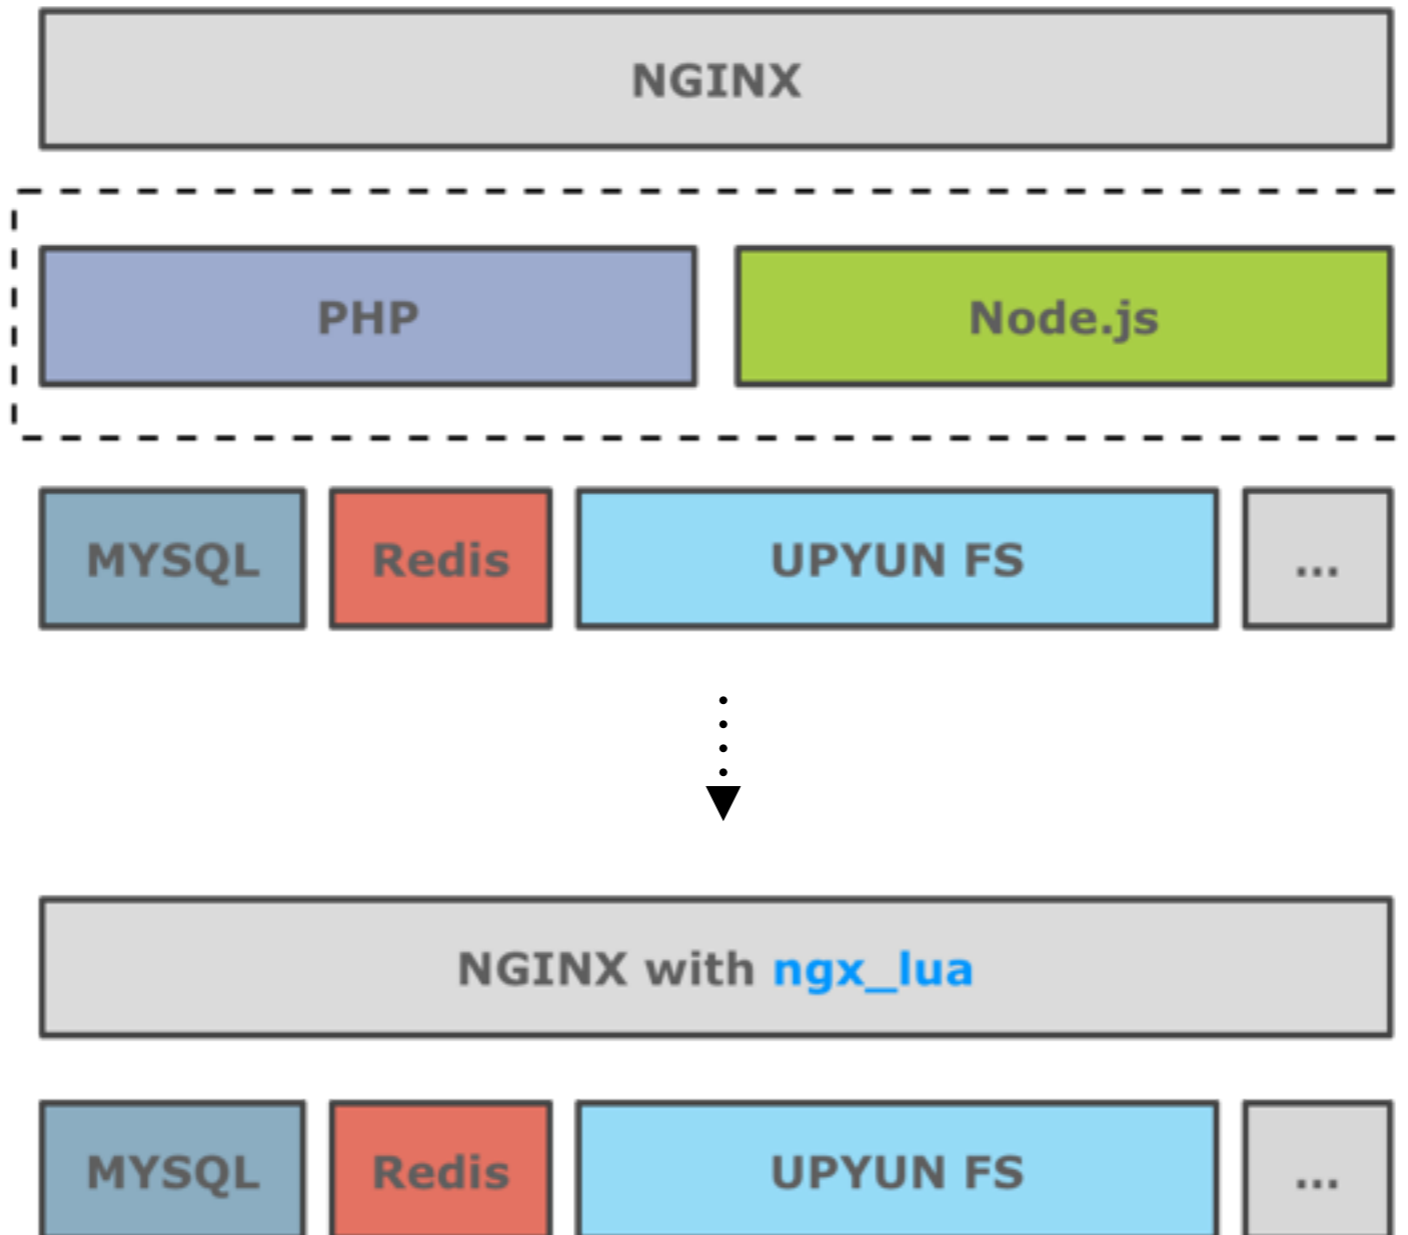 NGINX
PHP Node.js
MYSQL Redis UPYUN FS ...
NGINX with ngx_lua
MYSQL Redis UPYUN FS ...